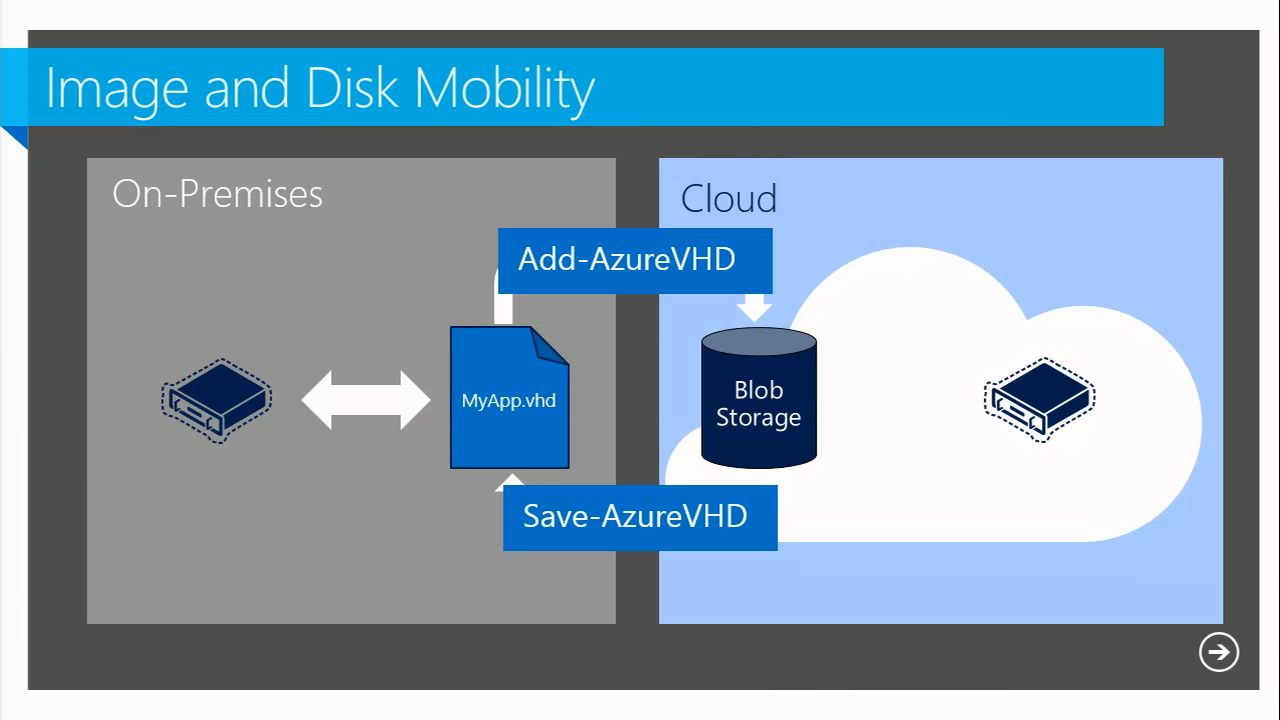 Image and Disk Mobility
On-Premises
Cloud
Add-AzureVHD
MyApp.vhd
Blob
Storage
Save-AzureVHD